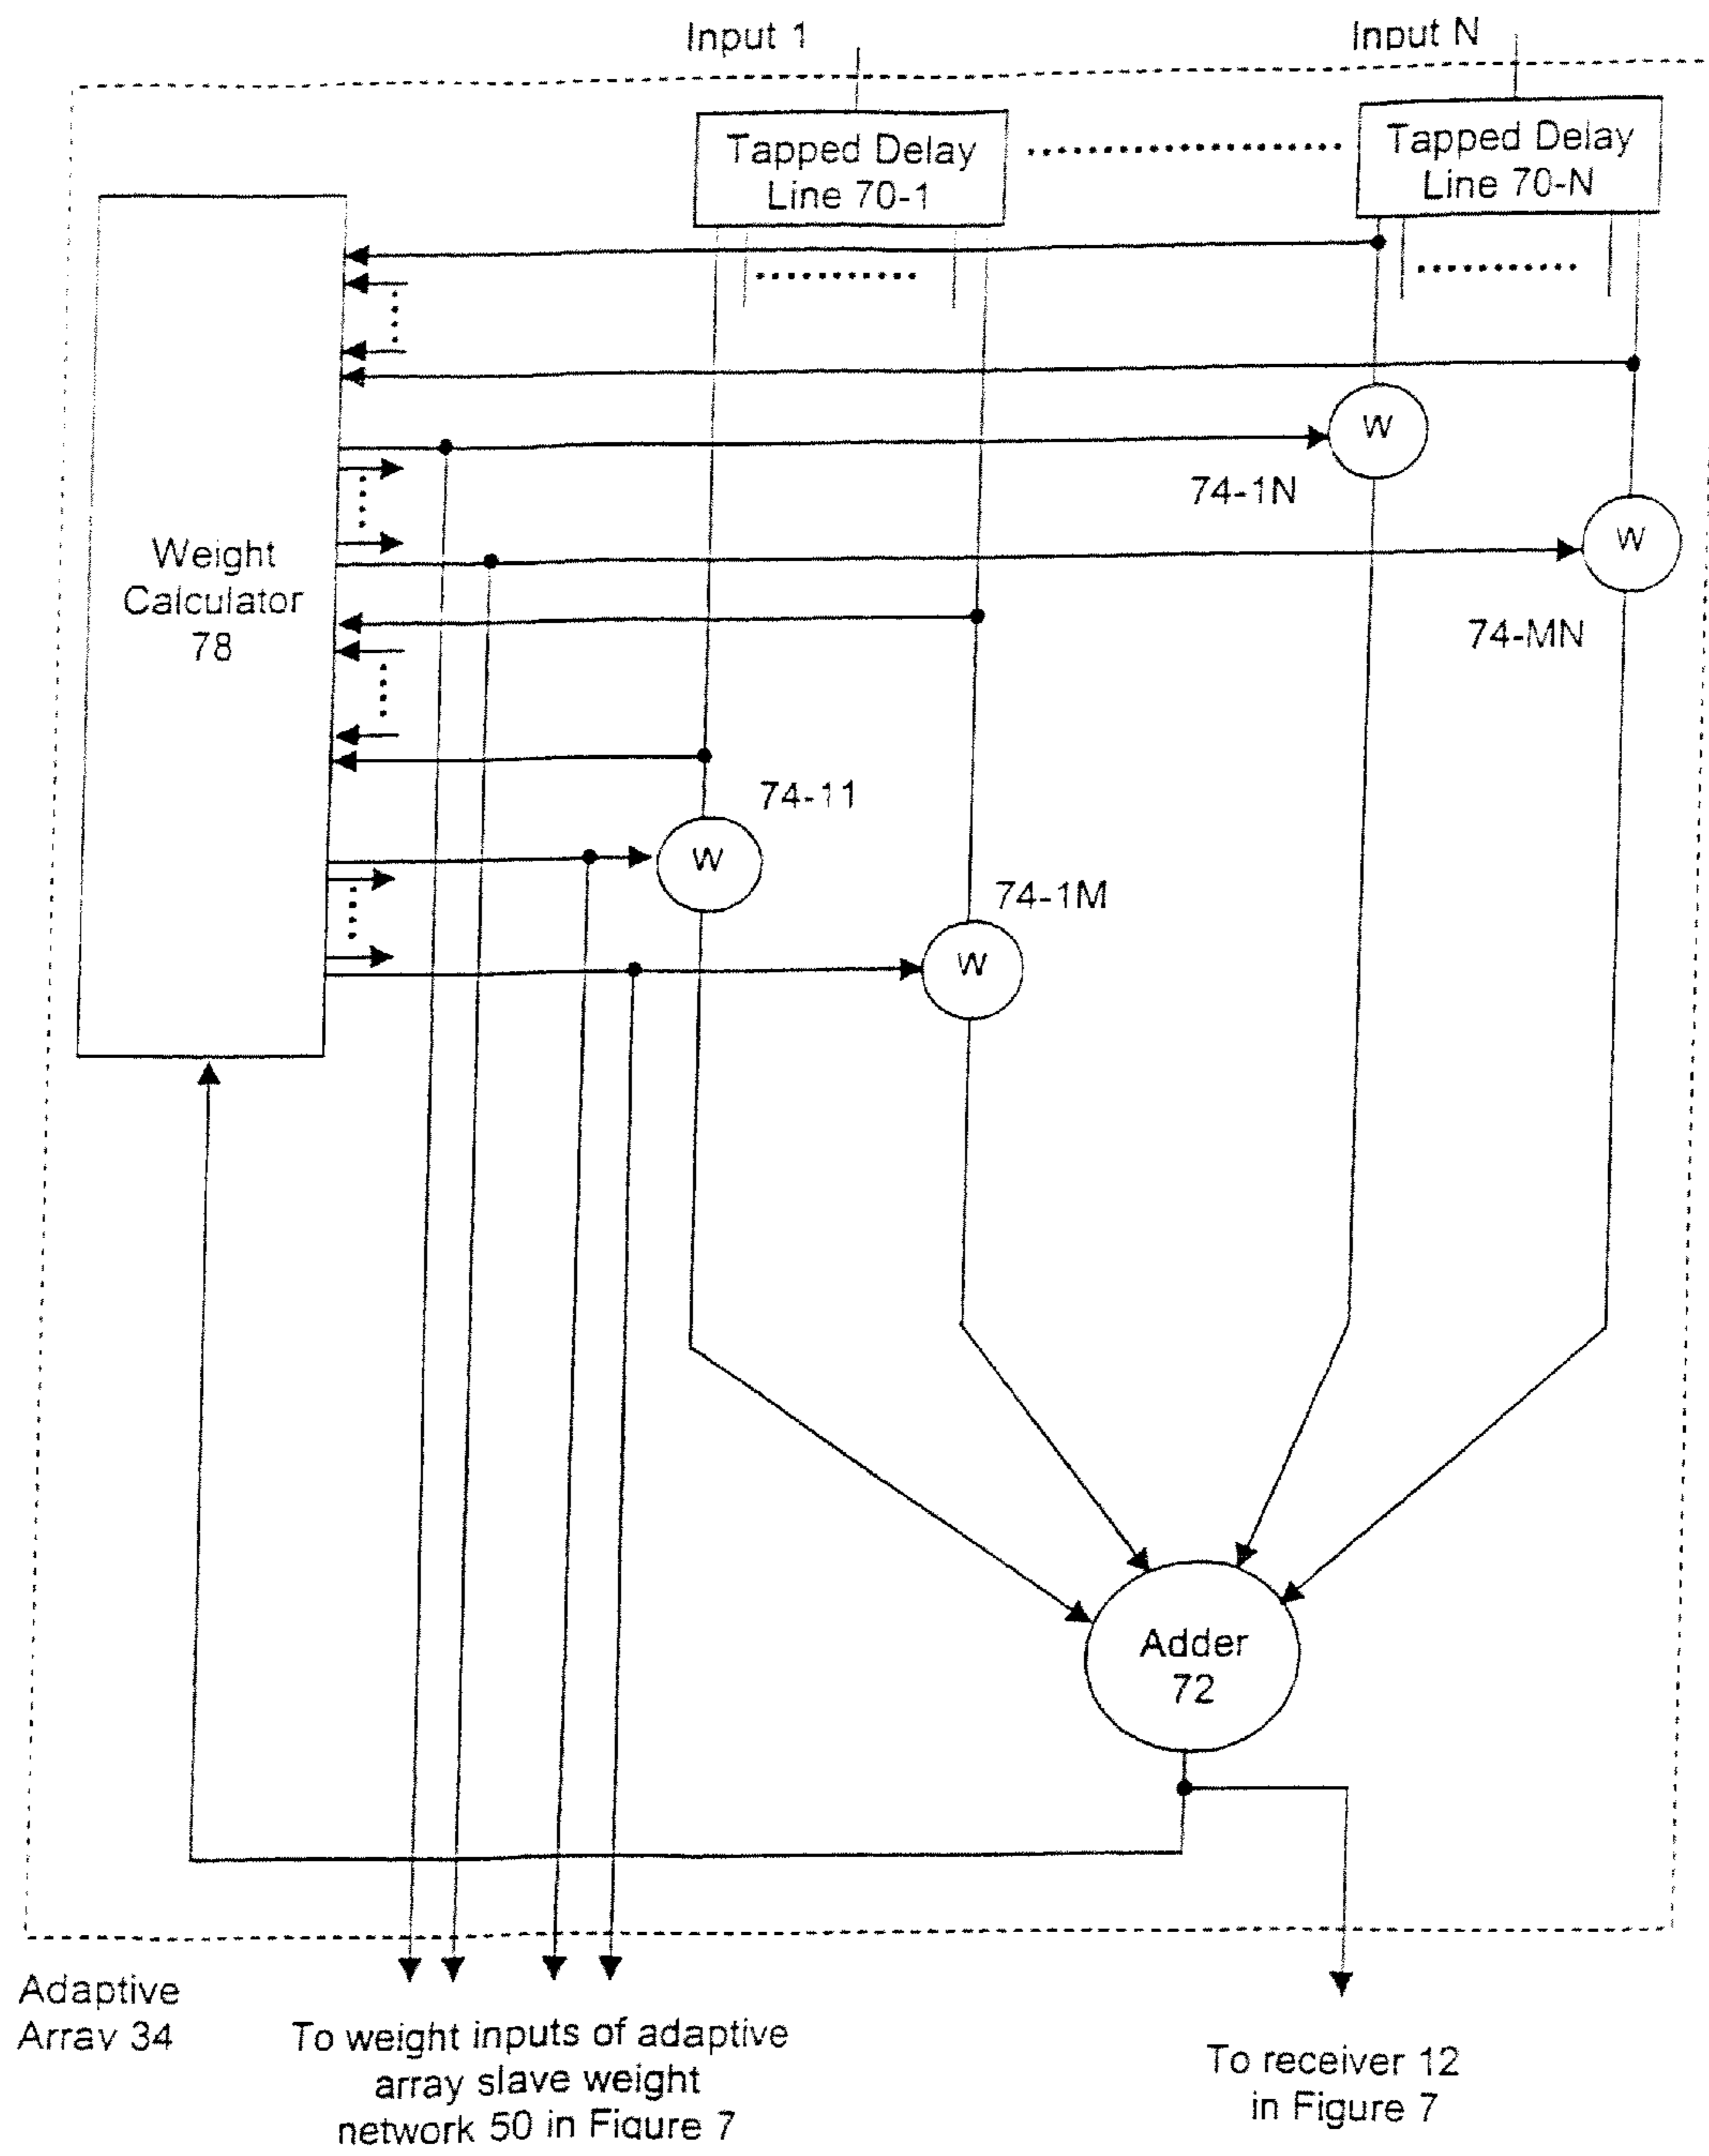 Input 1
Input N
Tapped Delay
Line 70-1
Tapped Delay
Line 70-N
W
74-1N
W
74-MN
Weight
Calculator
78
74-11
W
74-1M
W
Adder
72
Adaptive
Array 34
To weight inputs of adaptive
array slave weight
network 50 in Figure 7
To receiver 12
in Figure 7